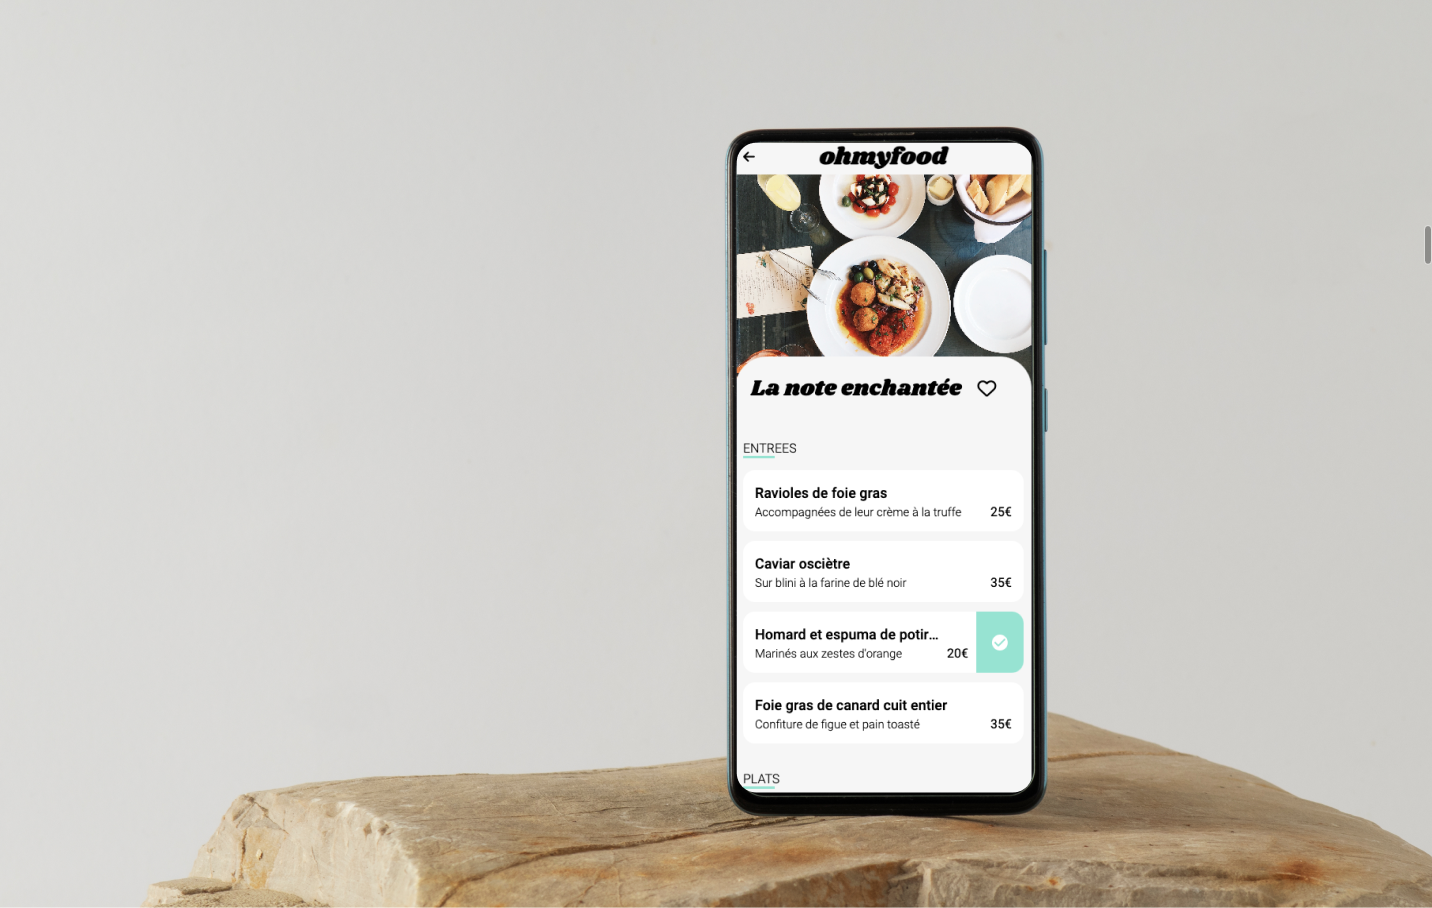 ohmyfood
La note enchantée
ENTREES
Ravioles de foie gras
Accompagnées de leur crème à la truffe 25€
Caviar osciètre
Sur blini à la farine de blé noir 35€
Homard et espuma de potir...
Marinés aux zestes d'orange 20€
Foie gras de canard cuit entier
Confiture de figue et pain toasté 35€
PLATS